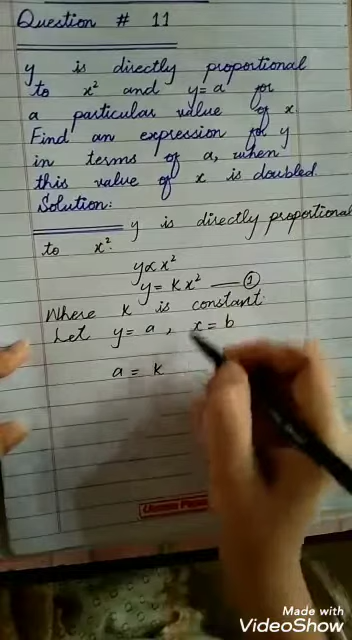 Question # 11
y is directly proportional
to x² and y = a for
a particular value of x.
Find an expression for y
in terms of a, when
this value of x is doubled.
Solution:
y is directly proportional
to x².
y∝x²
y = kx² — ①
Where k is constant.
Let y = a, x = b
a = k
Made with
VideoShow